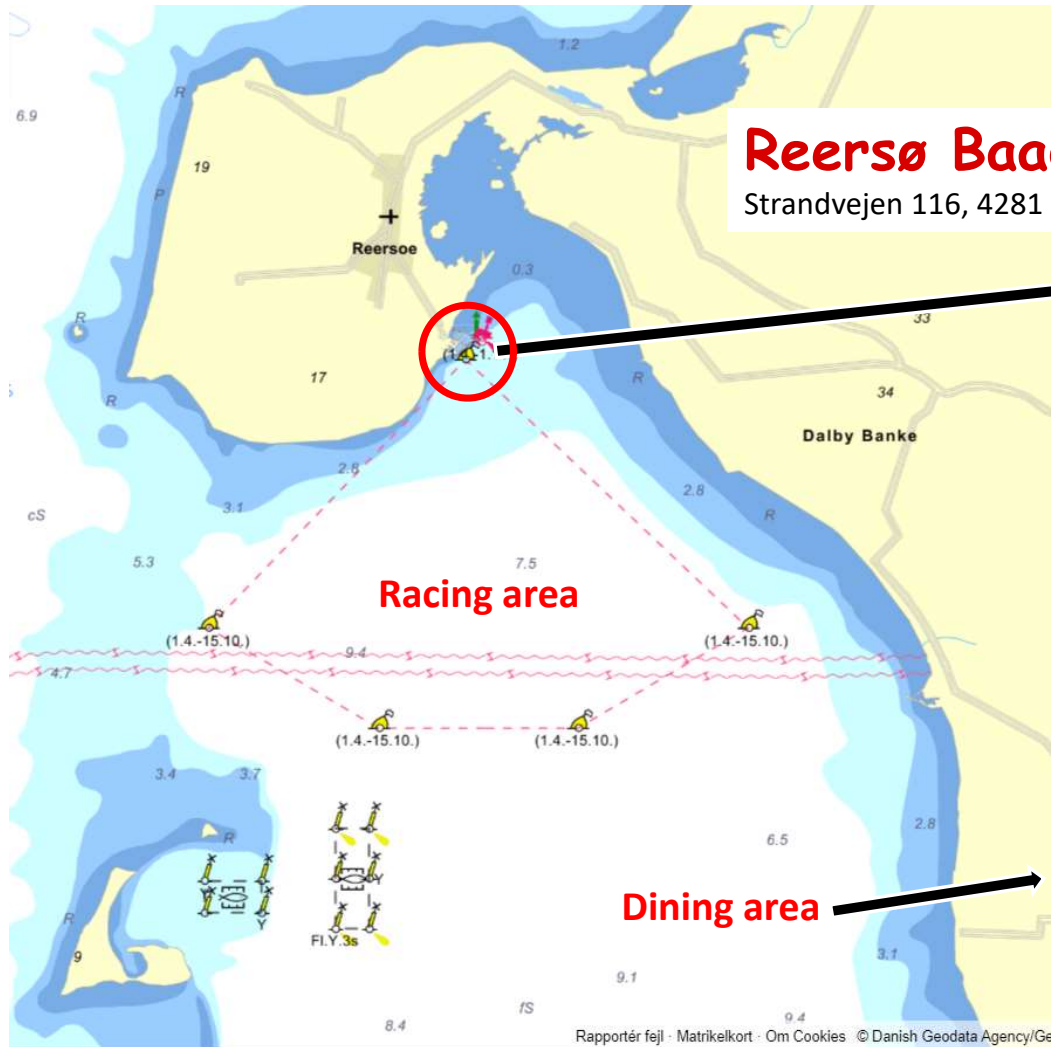 1.2
R
6.9
19
Reersø Baa
Strandvejen 116, 4281
P
Reersoe
0.3
R
33
17
R
34
R
Dalby Banke
2.8
2.8
3.1
R
cS
5.3
7.5
Racing area
(1.4.-15.10.)
(1.4.-15.10.)
9.4
4.7
(1.4.-15.10.)
(1.4.-15.10.)
3.4
3.7
2.8
R
6.5
Y
Y
Dining area
R
Fl.Y.3s
9
3.1
9.1
fS
8.4
9.4
Rapportér fejl · Matrikelkort · Om Cookies © Danish Geodata Agency/Ge